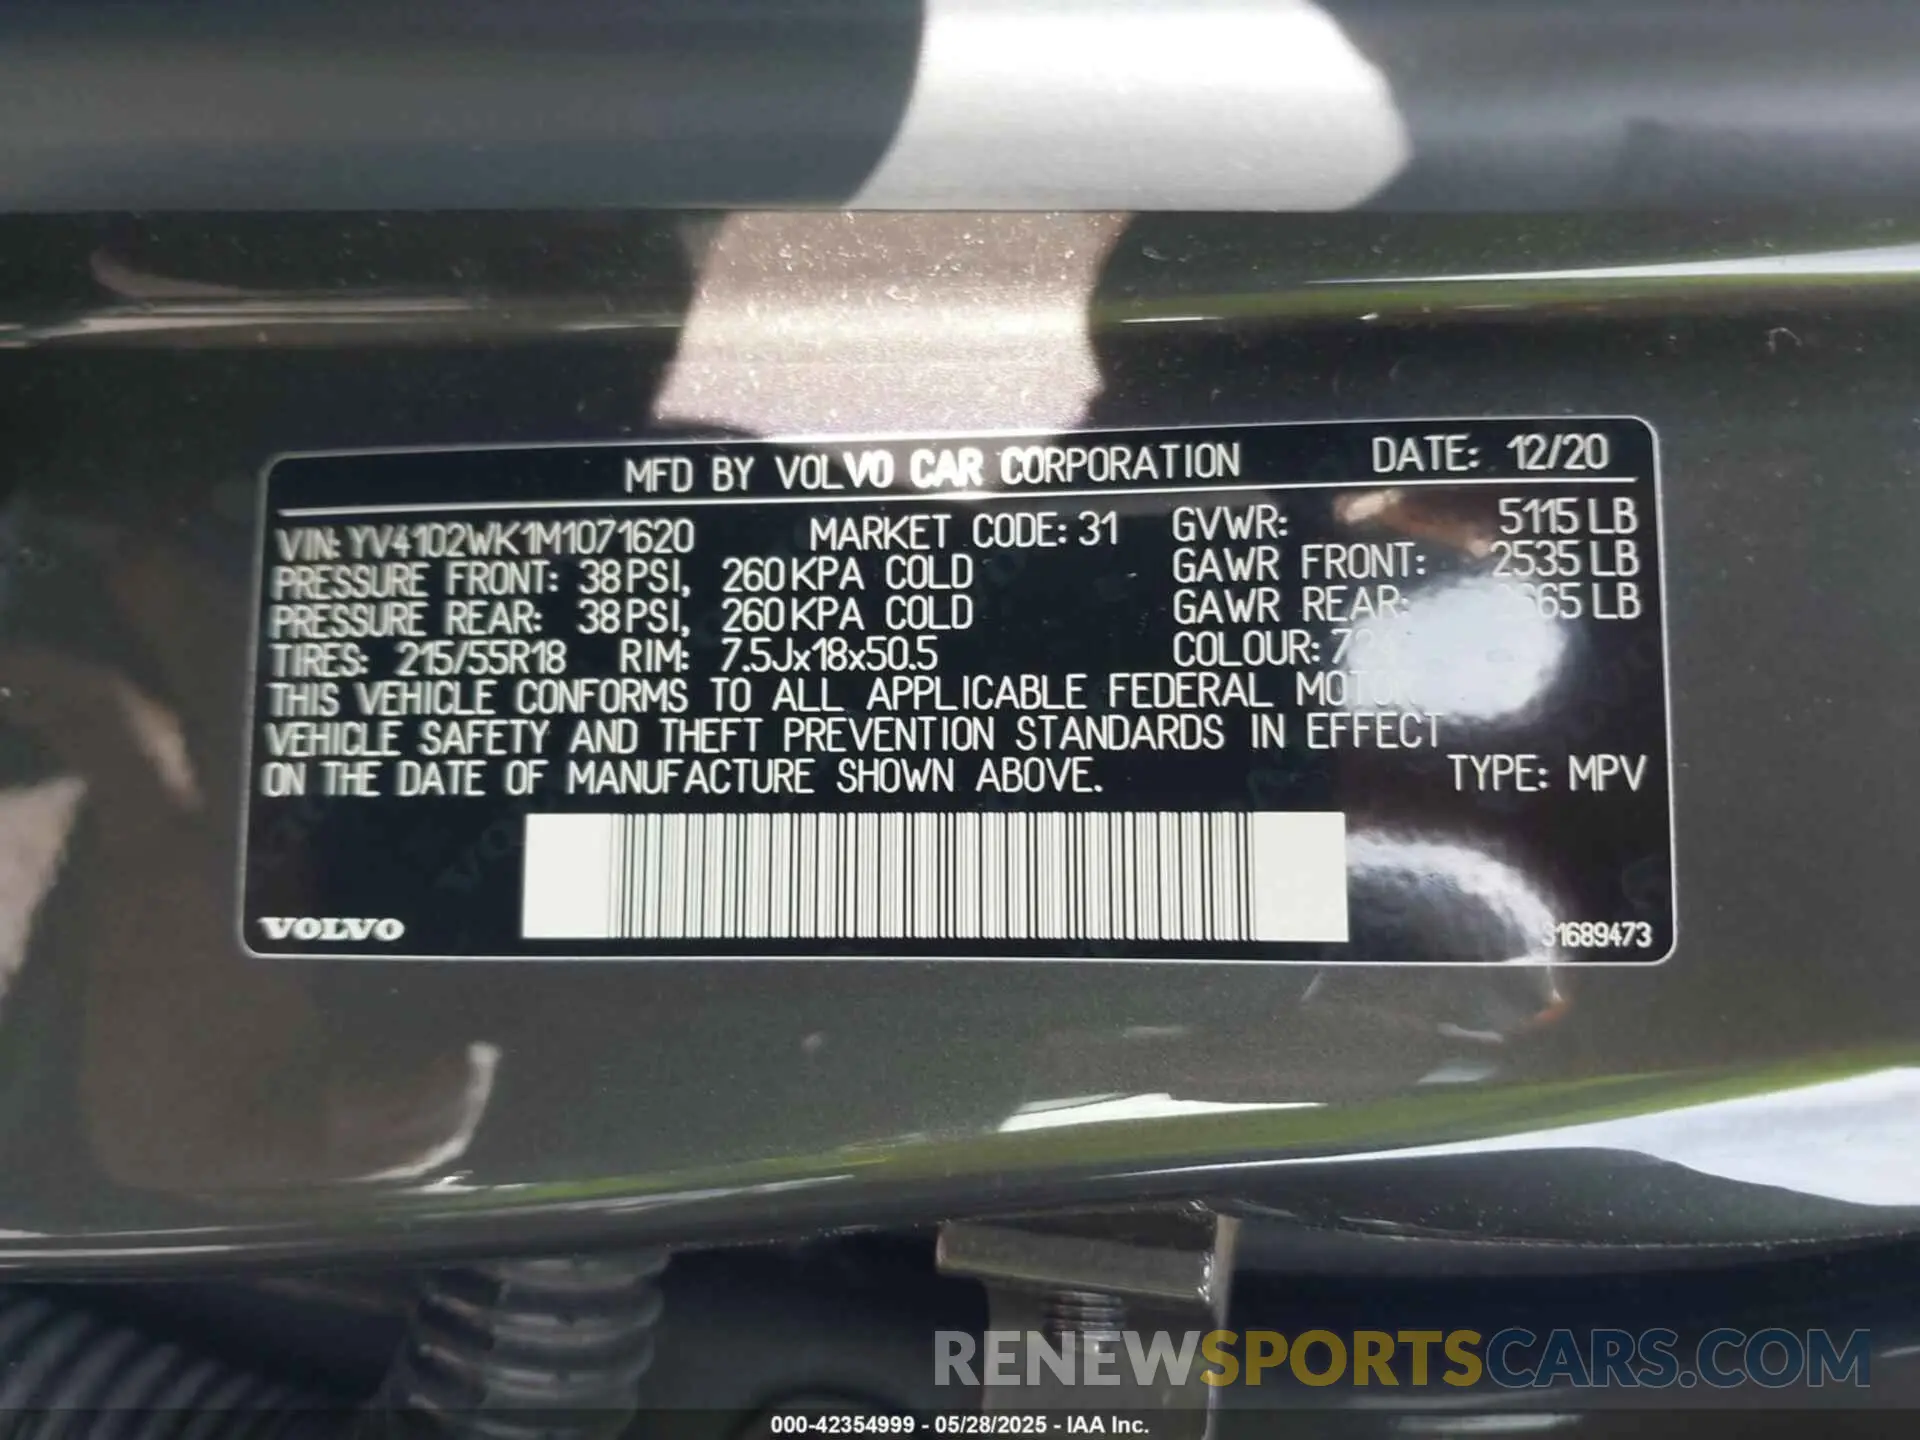 MFD BY VOLVO CAR CORPORATION DATE: 12/20
VIN: YV4102WK1M1071620 MARKET CODE: 31 GVWR: 5115 LB
PRESSURE FRONT: 38 PSI, 260 KPA COLD GAWR FRONT: 2535 LB
PRESSURE REAR: 38 PSI, 260 KPA COLD GAWR REAR: LB
TIRES: 215/55R18 RIM: 7.5Jx18x50.5 COLOUR:
THIS VEHICLE CONFORMS TO ALL APPLICABLE FEDERAL MOTOR
VEHICLE SAFETY AND THEFT PREVENTION STANDARDS IN EFFECT
ON THE DATE OF MANUFACTURE SHOWN ABOVE. TYPE: MPV
VOLVO 31689473
RENEWSPORTSCARS.COM
000-42354999 - 05/28/2025 - IAA Inc.